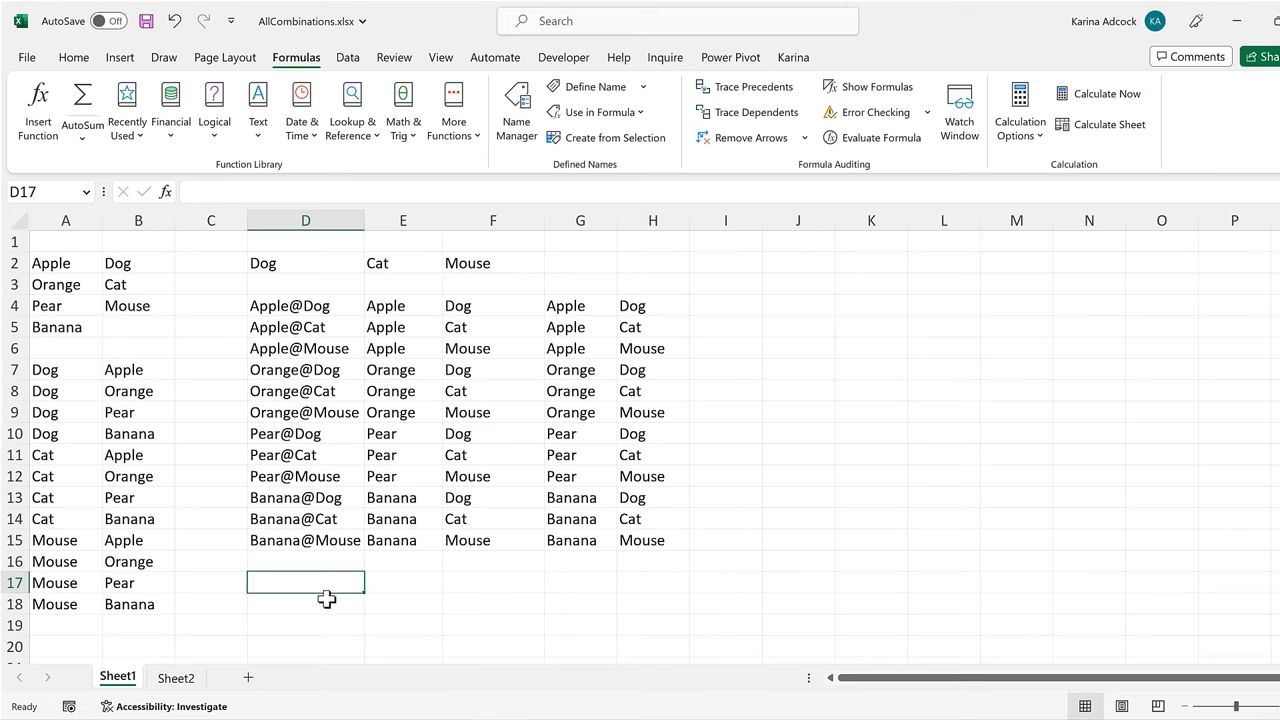 AutoSave Off AllCombinations.xlsx Search Karina Adcock KA
File Home Insert Draw Page Layout Formulas Data Review View Automate Developer Help Inquire Power Pivot Karina Comments Sha
Insert Function AutoSum Recently Used Financial Logical Text Date & Time Lookup & Reference Math & Trig More Functions
Function Library
Name Manager Define Name Use in Formula Create from Selection
Defined Names
Trace Precedents Trace Dependents Remove Arrows Show Formulas Error Checking Evaluate Formula Watch Window
Formula Auditing
Calculation Options Calculate Now Calculate Sheet
Calculation
D17 fx
A B C D E F G H I J K L M N O P
1
2 Apple Dog Dog Cat Mouse
3 Orange Cat
4 Pear Mouse Apple@Dog Apple Dog Apple Dog
5 Banana Apple@Cat Apple Cat Apple Cat
6 Apple@Mouse Apple Mouse Apple Mouse
7 Dog Apple Orange@Dog Orange Dog Orange Dog
8 Dog Orange Orange@Cat Orange Cat Orange Cat
9 Dog Pear Orange@Mouse Orange Mouse Orange Mouse
10 Dog Banana Pear@Dog Pear Dog Pear Dog
11 Cat Apple Pear@Cat Pear Cat Pear Cat
12 Cat Orange Pear@Mouse Pear Mouse Pear Mouse
13 Cat Pear Banana@Dog Banana Dog Banana Dog
14 Cat Banana Banana@Cat Banana Cat Banana Cat
15 Mouse Apple Banana@Mouse Banana Mouse Banana Mouse
16 Mouse Orange
17 Mouse Pear
18 Mouse Banana
19
20
Sheet1 Sheet2
Ready Accessibility: Investigate